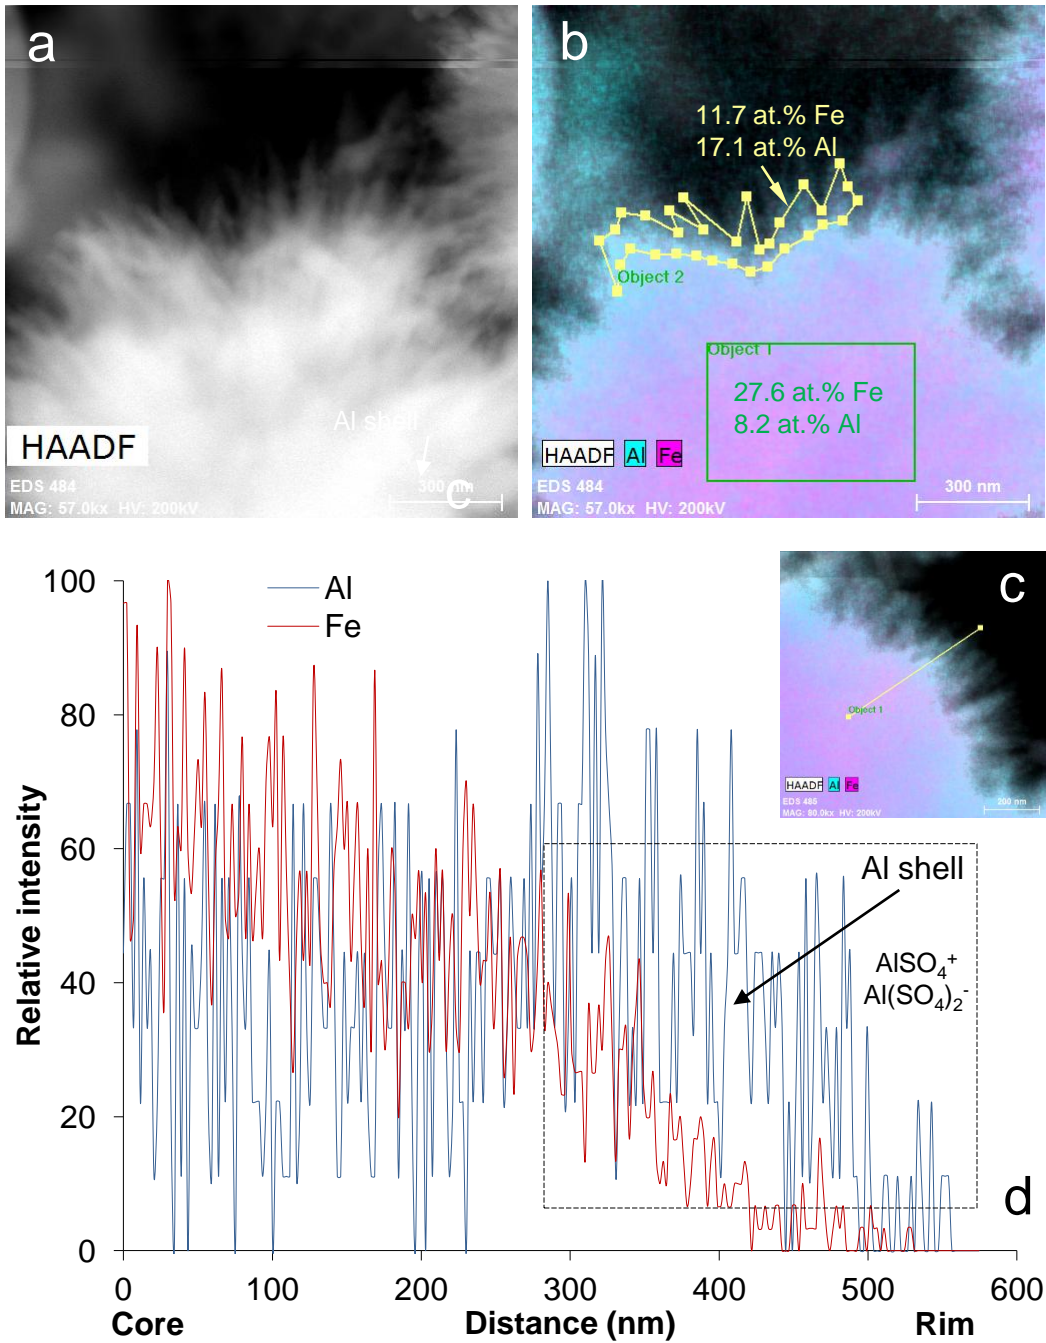 a
Al shell
HAADF
c
EDS 484
300 nm
MAG: 57.0kx HV: 200kV
b
11.7 at.% Fe
17.1 at.% Al
Object 2
Object 1
27.6 at.% Fe
8.2 at.% Al
HAADF Al Fe
EDS 484
300 nm
MAG: 57.0kx HV: 200kV
c
Object 1
HAADF Al Fe
EDS 485
200 nm
MAG: 80.0kx HV: 200kV
Al
Fe
100
80
60
40
20
0
Relative intensity
Al shell
AlSO₄⁺
Al(SO₄)₂⁻
d
0 100 200 300 400 500 600
Core Distance (nm) Rim